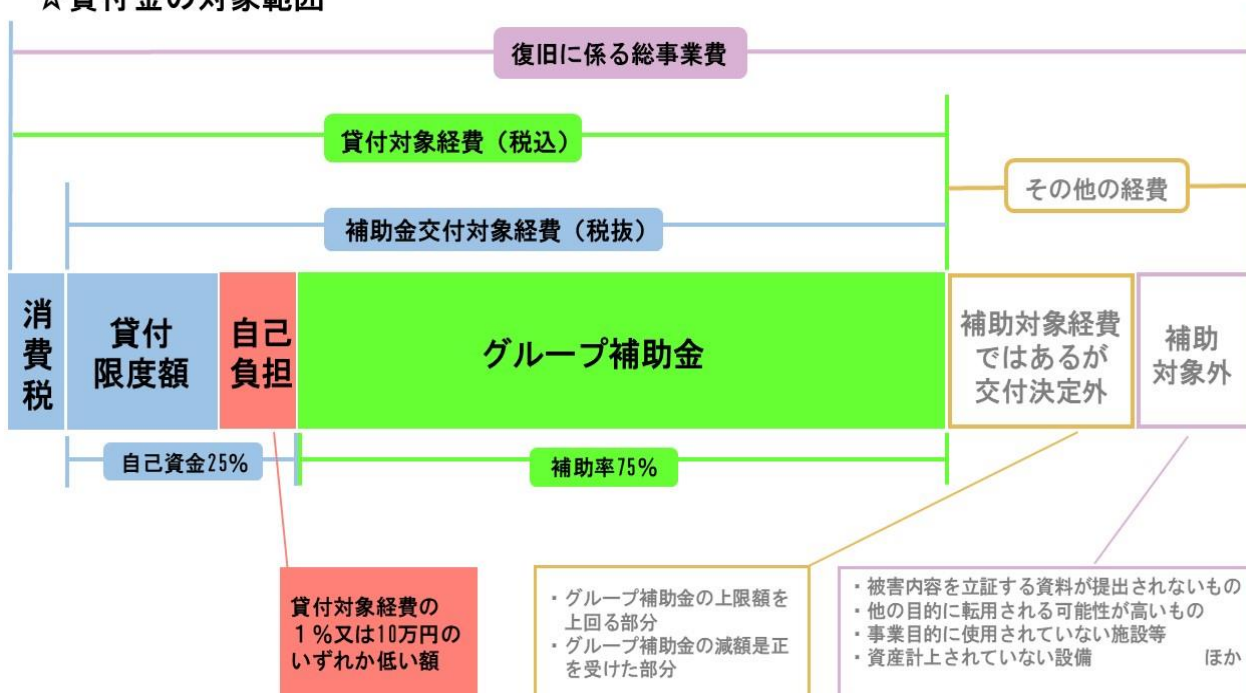 ☆貸付金の対象範囲
復旧に係る総事業費
貸付対象経費（税込）
その他の経費
補助金交付対象経費（税抜）
消
費
税
貸付
限度額
自己
負担
グループ補助金
補助対象経費
ではあるが
交付決定外
補助
対象外
自己資金25%
補助率75%
貸付対象経費の
１％又は10万円の
いずれか低い額
・グループ補助金の上限額を
上回る部分
・グループ補助金の減額是正
を受けた部分
・被害内容を立証する資料が提出されないもの
・他の目的に転用される可能性が高いもの
・事業目的に使用されていない施設等
・資産計上されていない設備　　　　ほか